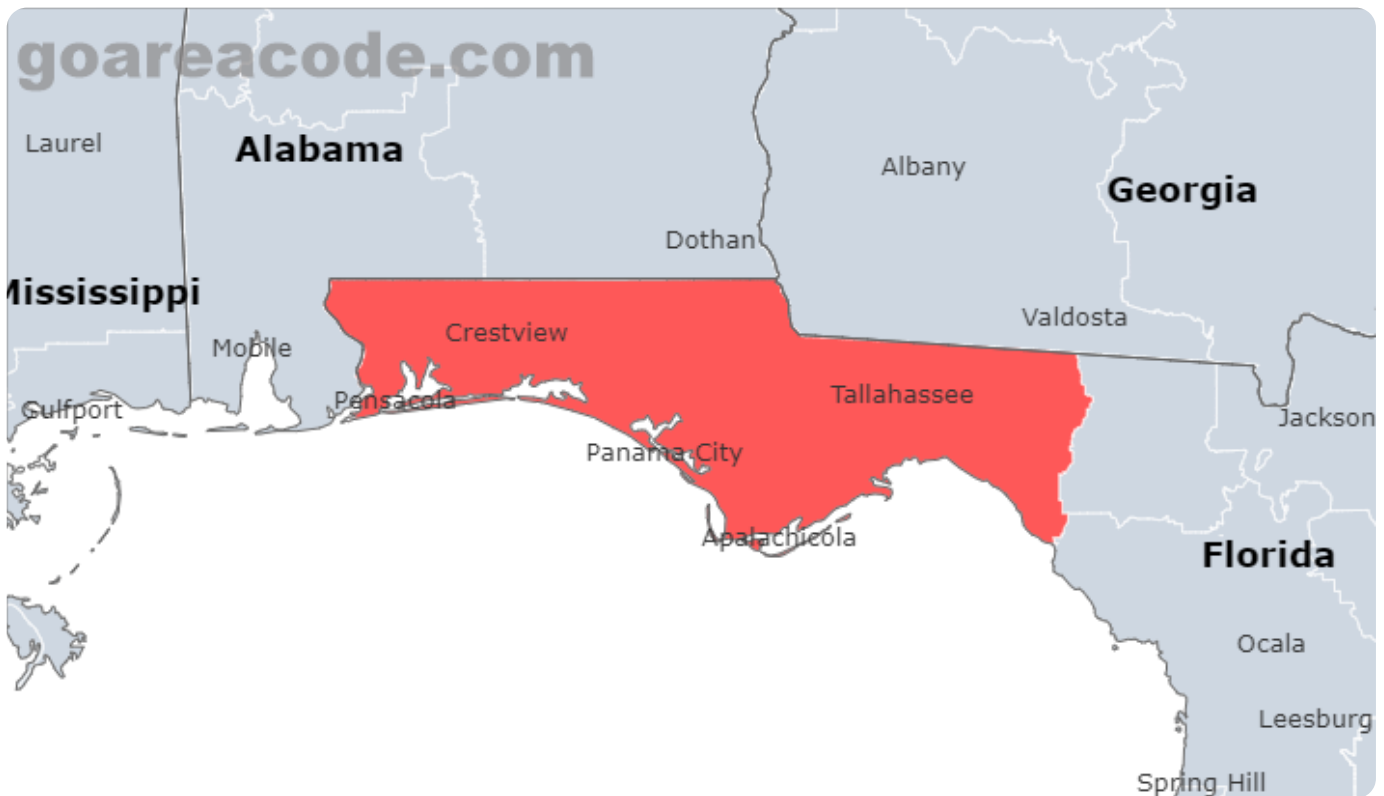 goareacode.com
Laurel
Alabama
Albany
Georgia
Dothan
Mississippi
Valdosta
Crestview
Mobile
Tallahassee
Pensacola
Gulfport
Jackson
Panama City
Apalachicola
Florida
Ocala
Leesburg
Spring Hill